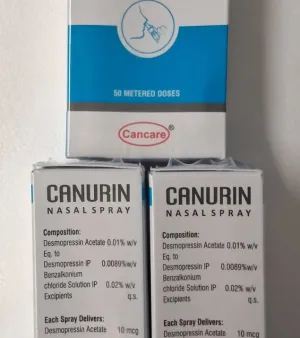 50 METERED DOSES
Cancare®
CANURIN
NASAL SPRAY
Composition:
Desmopressin Acetate 0.01% w/v
Eq. to
Desmopressin IP 0.0089%w/v
Benzalkonium
chloride Solution IP 0.02% w/v
Excipients q.s.
Each Spray Delivers:
Desmopressin Acetate 10 mcg
CANURIN
NASAL SPRAY
Composition:
Desmopressin Acetate 0.01% w/v
Eq. to
Desmopressin IP 0.0089%w/v
Benzalkonium
chloride Solution IP 0.02% w/v
Excipients q.s.
Each Spray Delivers:
Desmopressin Acetate 10 mcg